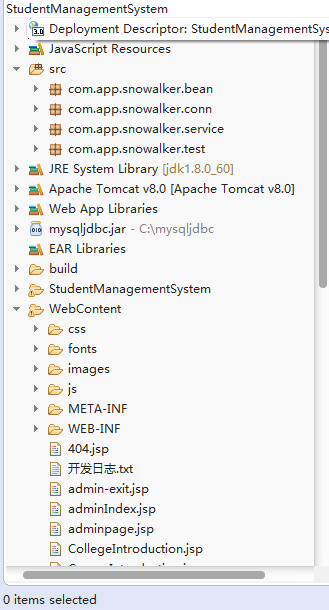 StudentManagementSystem
Deployment Descriptor: StudentManagementSys
JavaScript Resources
src
com.app.snowalker.bean
com.app.snowalker.conn
com.app.snowalker.service
com.app.snowalker.test
JRE System Library [jdk1.8.0_60]
Apache Tomcat v8.0 [Apache Tomcat v8.0]
Web App Libraries
mysqljdbc.jar - C:\mysqljdbc
EAR Libraries
build
StudentManagementSystem
WebContent
css
fonts
images
js
META-INF
WEB-INF
404.jsp
开发日志.txt
admin-exit.jsp
adminIndex.jsp
adminpage.jsp
CollegeIntroduction.jsp
0 items selected